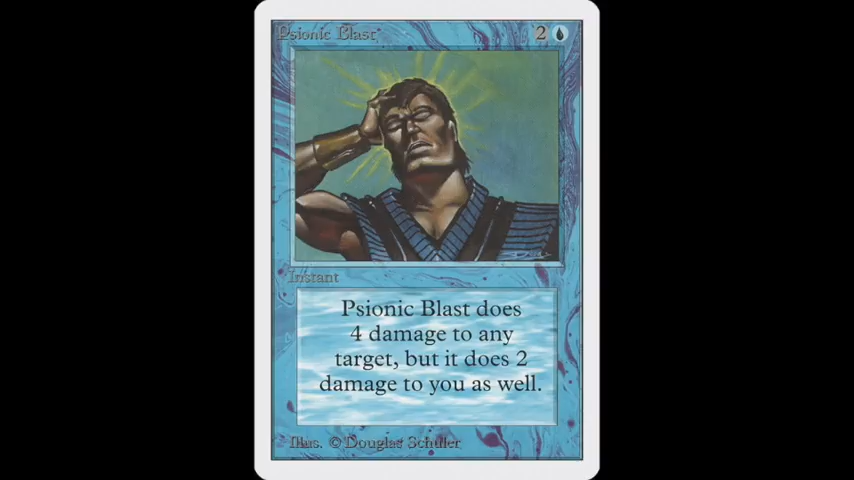 Psionic Blast
2
Instant
Psionic Blast does
4 damage to any
target, but it does 2
damage to you as well.
Illus. © Douglas Schuler